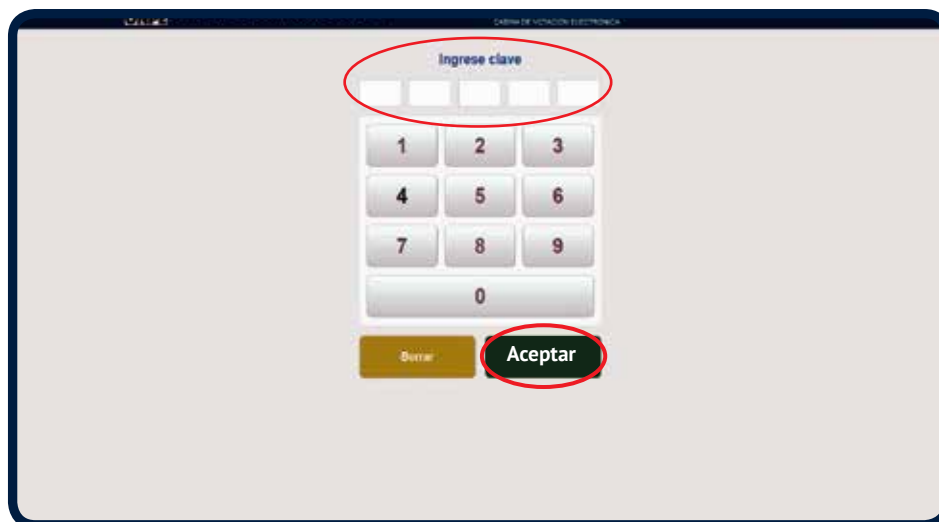 CABINA DE VOTACIÓN ELECTRÓNICA
Ingrese clave
1 2 3
4 5 6
7 8 9
0
Borrar Aceptar